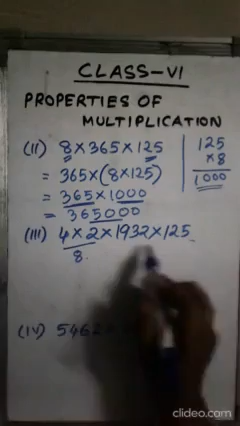 CLASS-VI
PROPERTIES OF
MULTIPLICATION
(II) 8×365×125
= 365×(8×125)
= 365×1000
= 365000
125
×8
1000
(III) 4×2×1932×125
8
(IV) 546
clideo.com